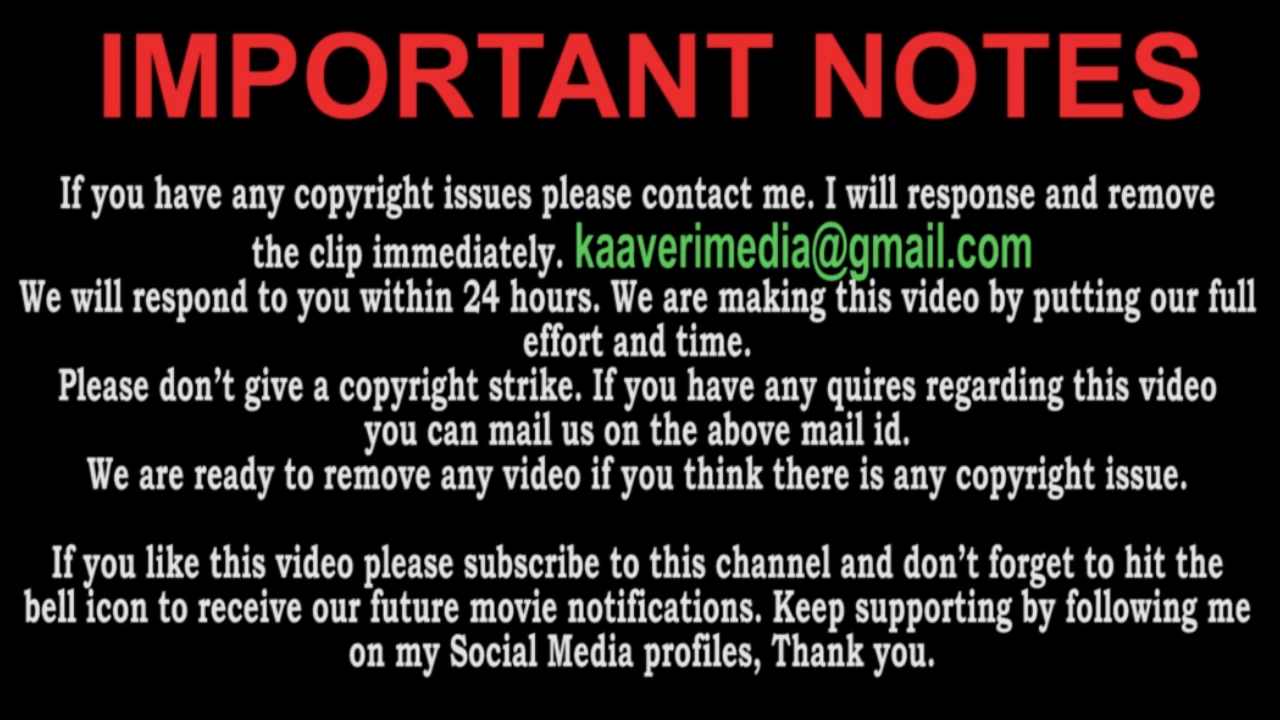 IMPORTANT NOTES
If you have any copyright issues please contact me. I will response and remove
the clip immediately. kaaverimedia@gmail.com
We will respond to you within 24 hours. We are making this video by putting our full
effort and time.
Please don’t give a copyright strike. If you have any quires regarding this video
you can mail us on the above mail id.
We are ready to remove any video if you think there is any copyright issue.
If you like this video please subscribe to this channel and don’t forget to hit the
bell icon to receive our future movie notifications. Keep supporting by following me
on my Social Media profiles, Thank you.